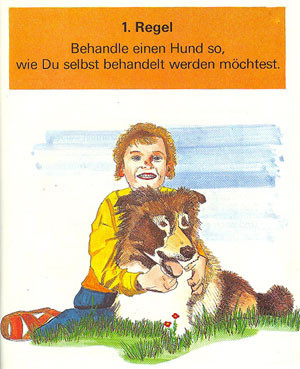 1. Regel
Behandle einen Hund so,
wie Du selbst behandelt werden möchtest.